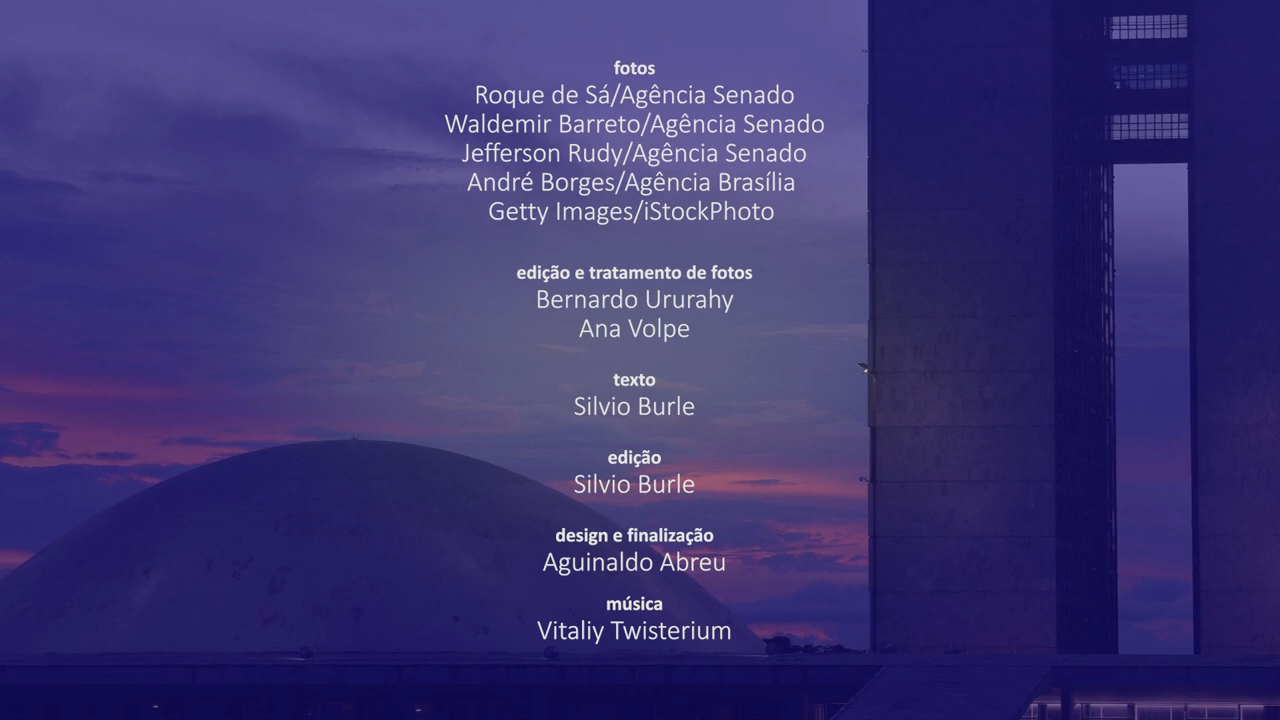 fotos
Roque de Sá/Agência Senado
Waldemir Barreto/Agência Senado
Jefferson Rudy/Agência Senado
André Borges/Agência Brasília
Getty Images/iStockPhoto
edição e tratamento de fotos
Bernardo Ururahy
Ana Volpe
texto
Silvio Burle
edição
Silvio Burle
design e finalização
Aguinaldo Abreu
música
Vitaliy Twisterium